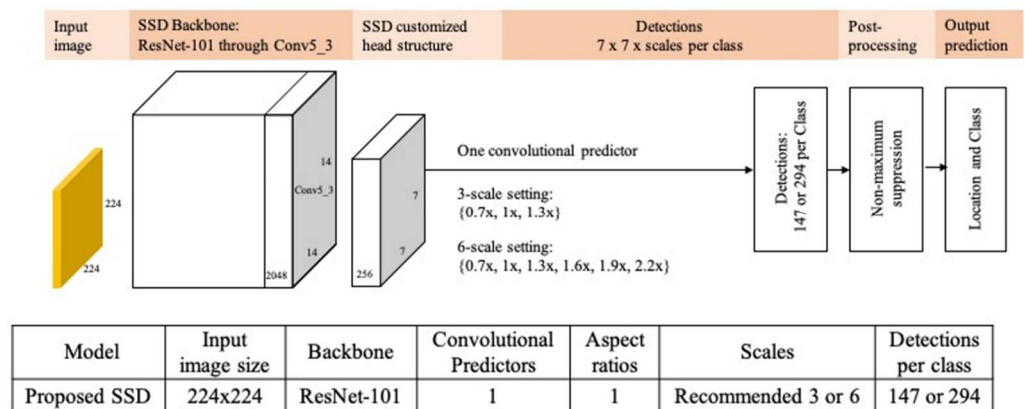 Input
image
SSD Backbone:
ResNet-101 through Conv5_3
SSD customized
head structure
Detections
7 x 7 x scales per class
Post-
processing
Output
prediction
224
224
2048
14
Conv5_3
14
256
7
7
One convolutional predictor
3-scale setting:
{0.7x, 1x, 1.3x}
6-scale setting:
{0.7x, 1x, 1.3x, 1.6x, 1.9x, 2.2x}
Detections:
147 or 294 per Class
Non-maximum
suppression
Location and Class
Model
Input
image size
Backbone
Convolutional
Predictors
Aspect
ratios
Scales
Detections
per class
Proposed SSD
224x224
ResNet-101
1
1
Recommended 3 or 6
147 or 294